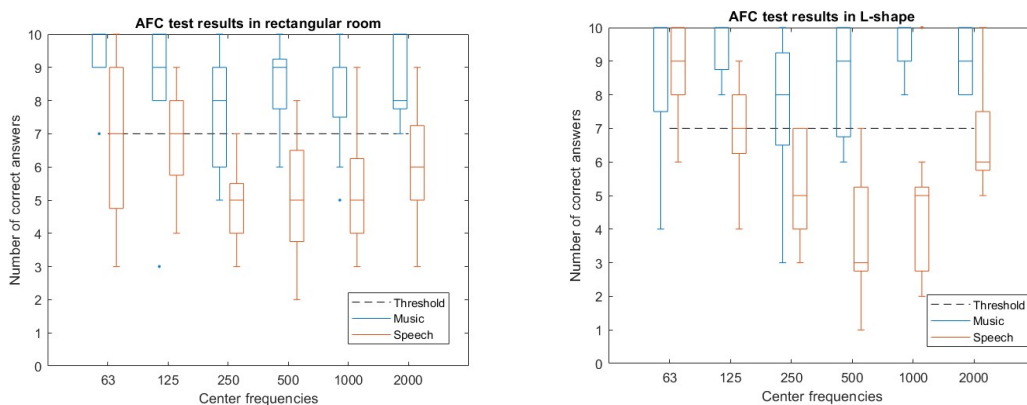 AFC test results in rectangular room
10
9
8
7
6
5
4
3
2
1
0
Number of correct answers
Threshold
Music
Speech
63 125 250 500 1000 2000
Center frequencies
AFC test results in L-shape
10
9
8
7
6
5
4
3
2
1
0
Number of correct answers
Threshold
Music
Speech
63 125 250 500 1000 2000
Center frequencies